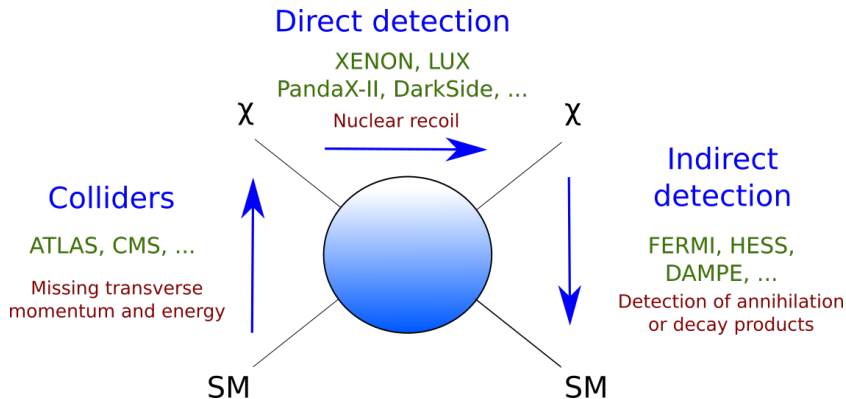 Direct detection
XENON, LUX
PandaX-II, DarkSide, ...
Nuclear recoil
χ
χ
Colliders
ATLAS, CMS, ...
Missing transverse
momentum and energy
Indirect
detection
FERMI, HESS,
DAMPE, ...
Detection of annihilation
or decay products
SM
SM